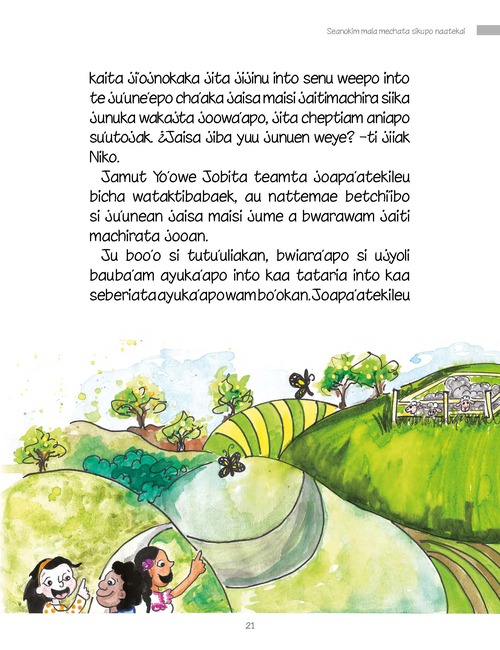 Seanokim mala mechata sikupo naatekai
kaita ji'ojnokaka jita jijinu into senu weepo into
te ju'une'epo cha'aka jaisa maisi jaitimachira siika
junuka wakajta joowa'apo, jita cheptiam aniapo
su'utojak. ¿Jaisa jiba yuu junuen weye? –ti jiiak
Niko.
Jamut Yo'owe Jobita teamta joapa'atekileu
bicha wataktibabaek, au nattemae betchi'ibo
si ju'unean jaisa maisi jume a bwarawam jaiti
machirata jooan.
Ju boo'o si tutu'uliakan, bwiara'apo si ujyoli
bauba'am ayuka'apo into kaa tataria into kaa
seberiata ayuka'apo wam bo'okan. Joapa'atekileu
21